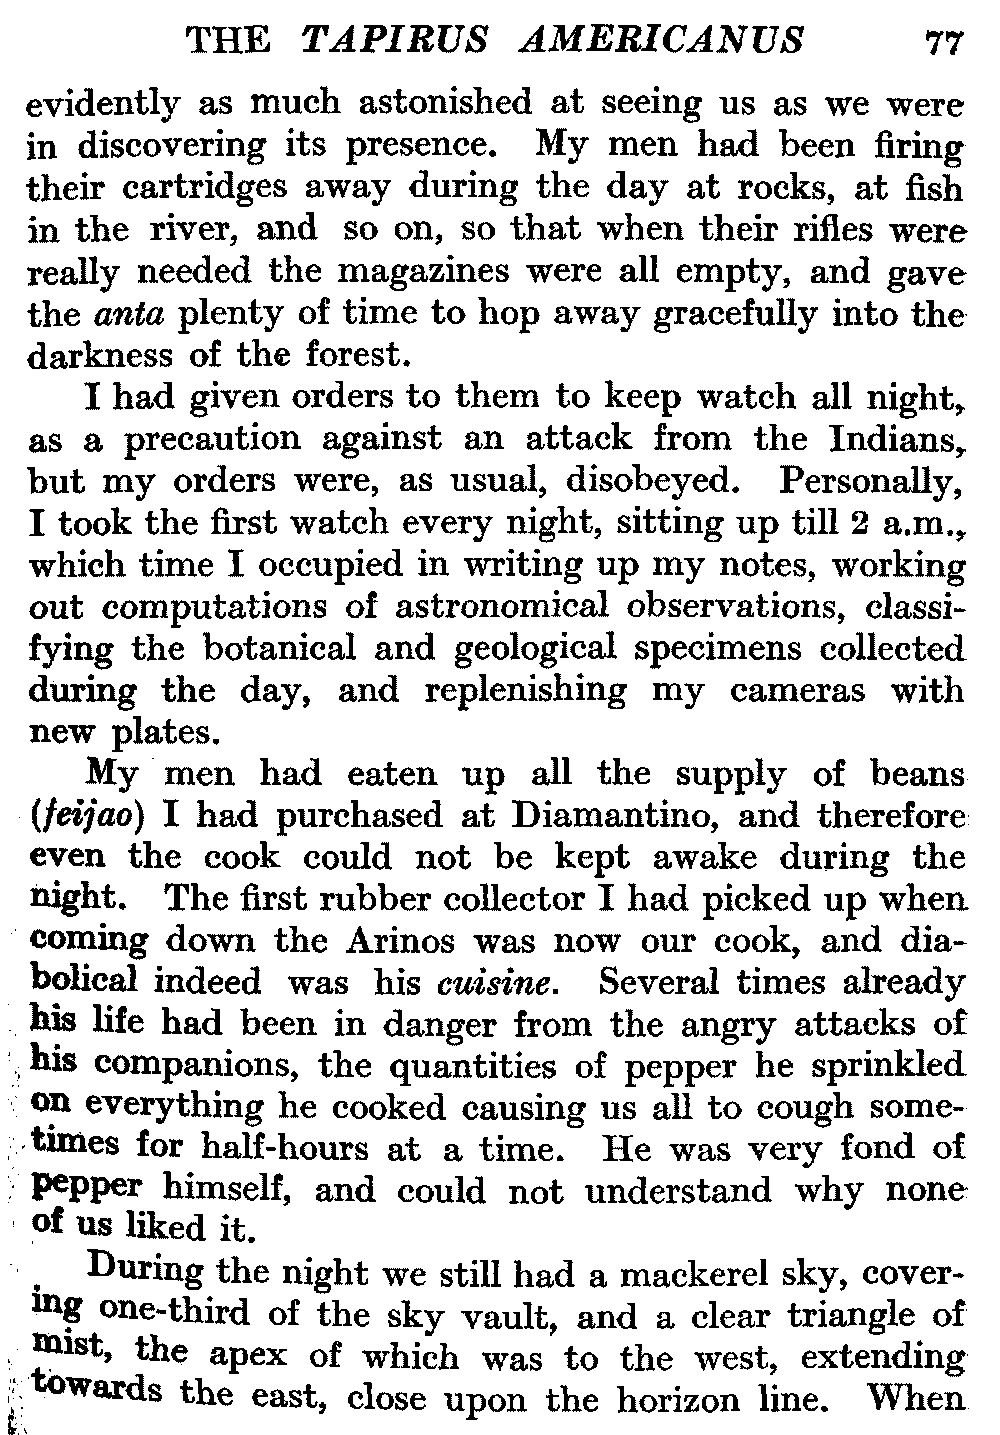 THE TAPIRUS AMERICANUS 77
evidently as much astonished at seeing us as we were
in discovering its presence. My men had been firing
their cartridges away during the day at rocks, at fish
in the river, and so on, so that when their rifles were
really needed the magazines were all empty, and gave
the anta plenty of time to hop away gracefully into the
darkness of the forest.
I had given orders to them to keep watch all night,
as a precaution against an attack from the Indians,
but my orders were, as usual, disobeyed. Personally,
I took the first watch every night, sitting up till 2 a.m.,
which time I occupied in writing up my notes, working
out computations of astronomical observations, classi-
fying the botanical and geological specimens collected
during the day, and replenishing my cameras with
new plates.
My men had eaten up all the supply of beans
(feijao) I had purchased at Diamantino, and therefore
even the cook could not be kept awake during the
night. The first rubber collector I had picked up when
coming down the Arinos was now our cook, and dia-
bolical indeed was his cuisine. Several times already
his life had been in danger from the angry attacks of
his companions, the quantities of pepper he sprinkled
on everything he cooked causing us all to cough some-
times for half-hours at a time. He was very fond of
pepper himself, and could not understand why none
of us liked it.
During the night we still had a mackerel sky, cover-
ing one-third of the sky vault, and a clear triangle of
mist, the apex of which was to the west, extending
towards the east, close upon the horizon line. When